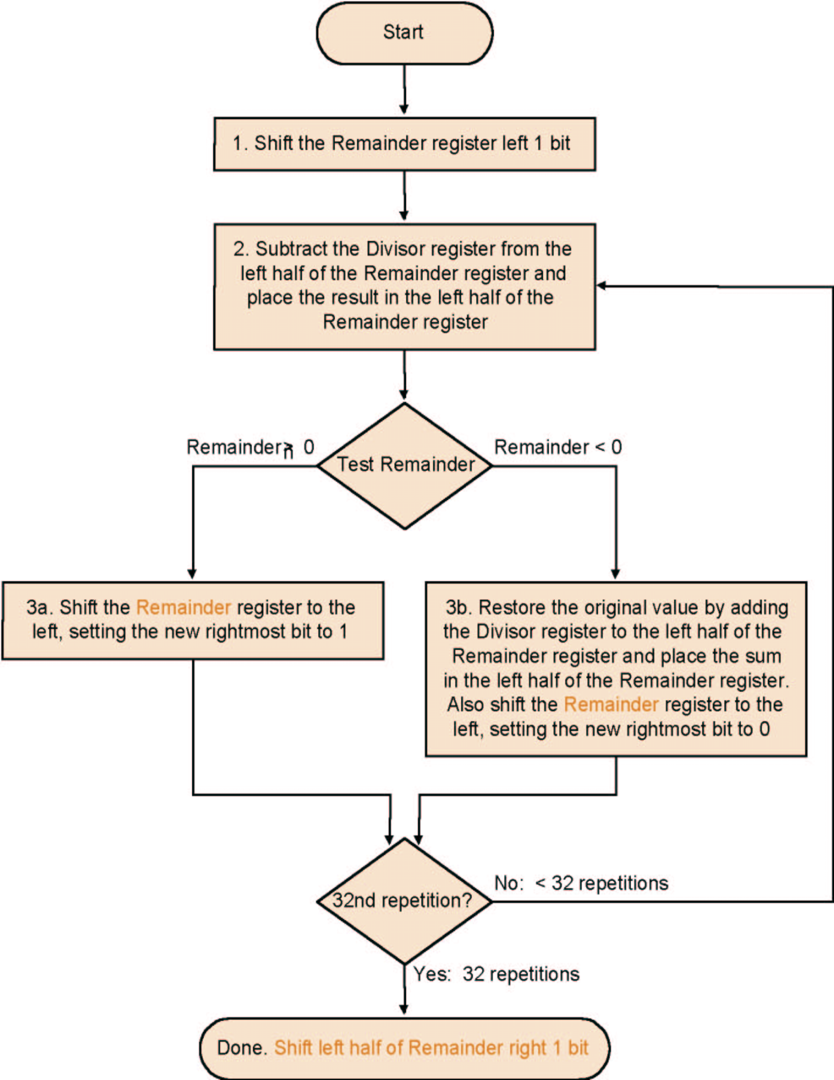 Start
1. Shift the Remainder register left 1 bit
2. Subtract the Divisor register from the
left half of the Remainder register and
place the result in the left half of the
Remainder register
Remainder ≥ 0
Test Remainder
Remainder < 0
3a. Shift the Remainder register to the
left, setting the new rightmost bit to 1
3b. Restore the original value by adding
the Divisor register to the left half of the
Remainder register and place the sum
in the left half of the Remainder register.
Also shift the Remainder register to the
left, setting the new rightmost bit to 0
32nd repetition?
No: < 32 repetitions
Yes: 32 repetitions
Done. Shift left half of Remainder right 1 bit